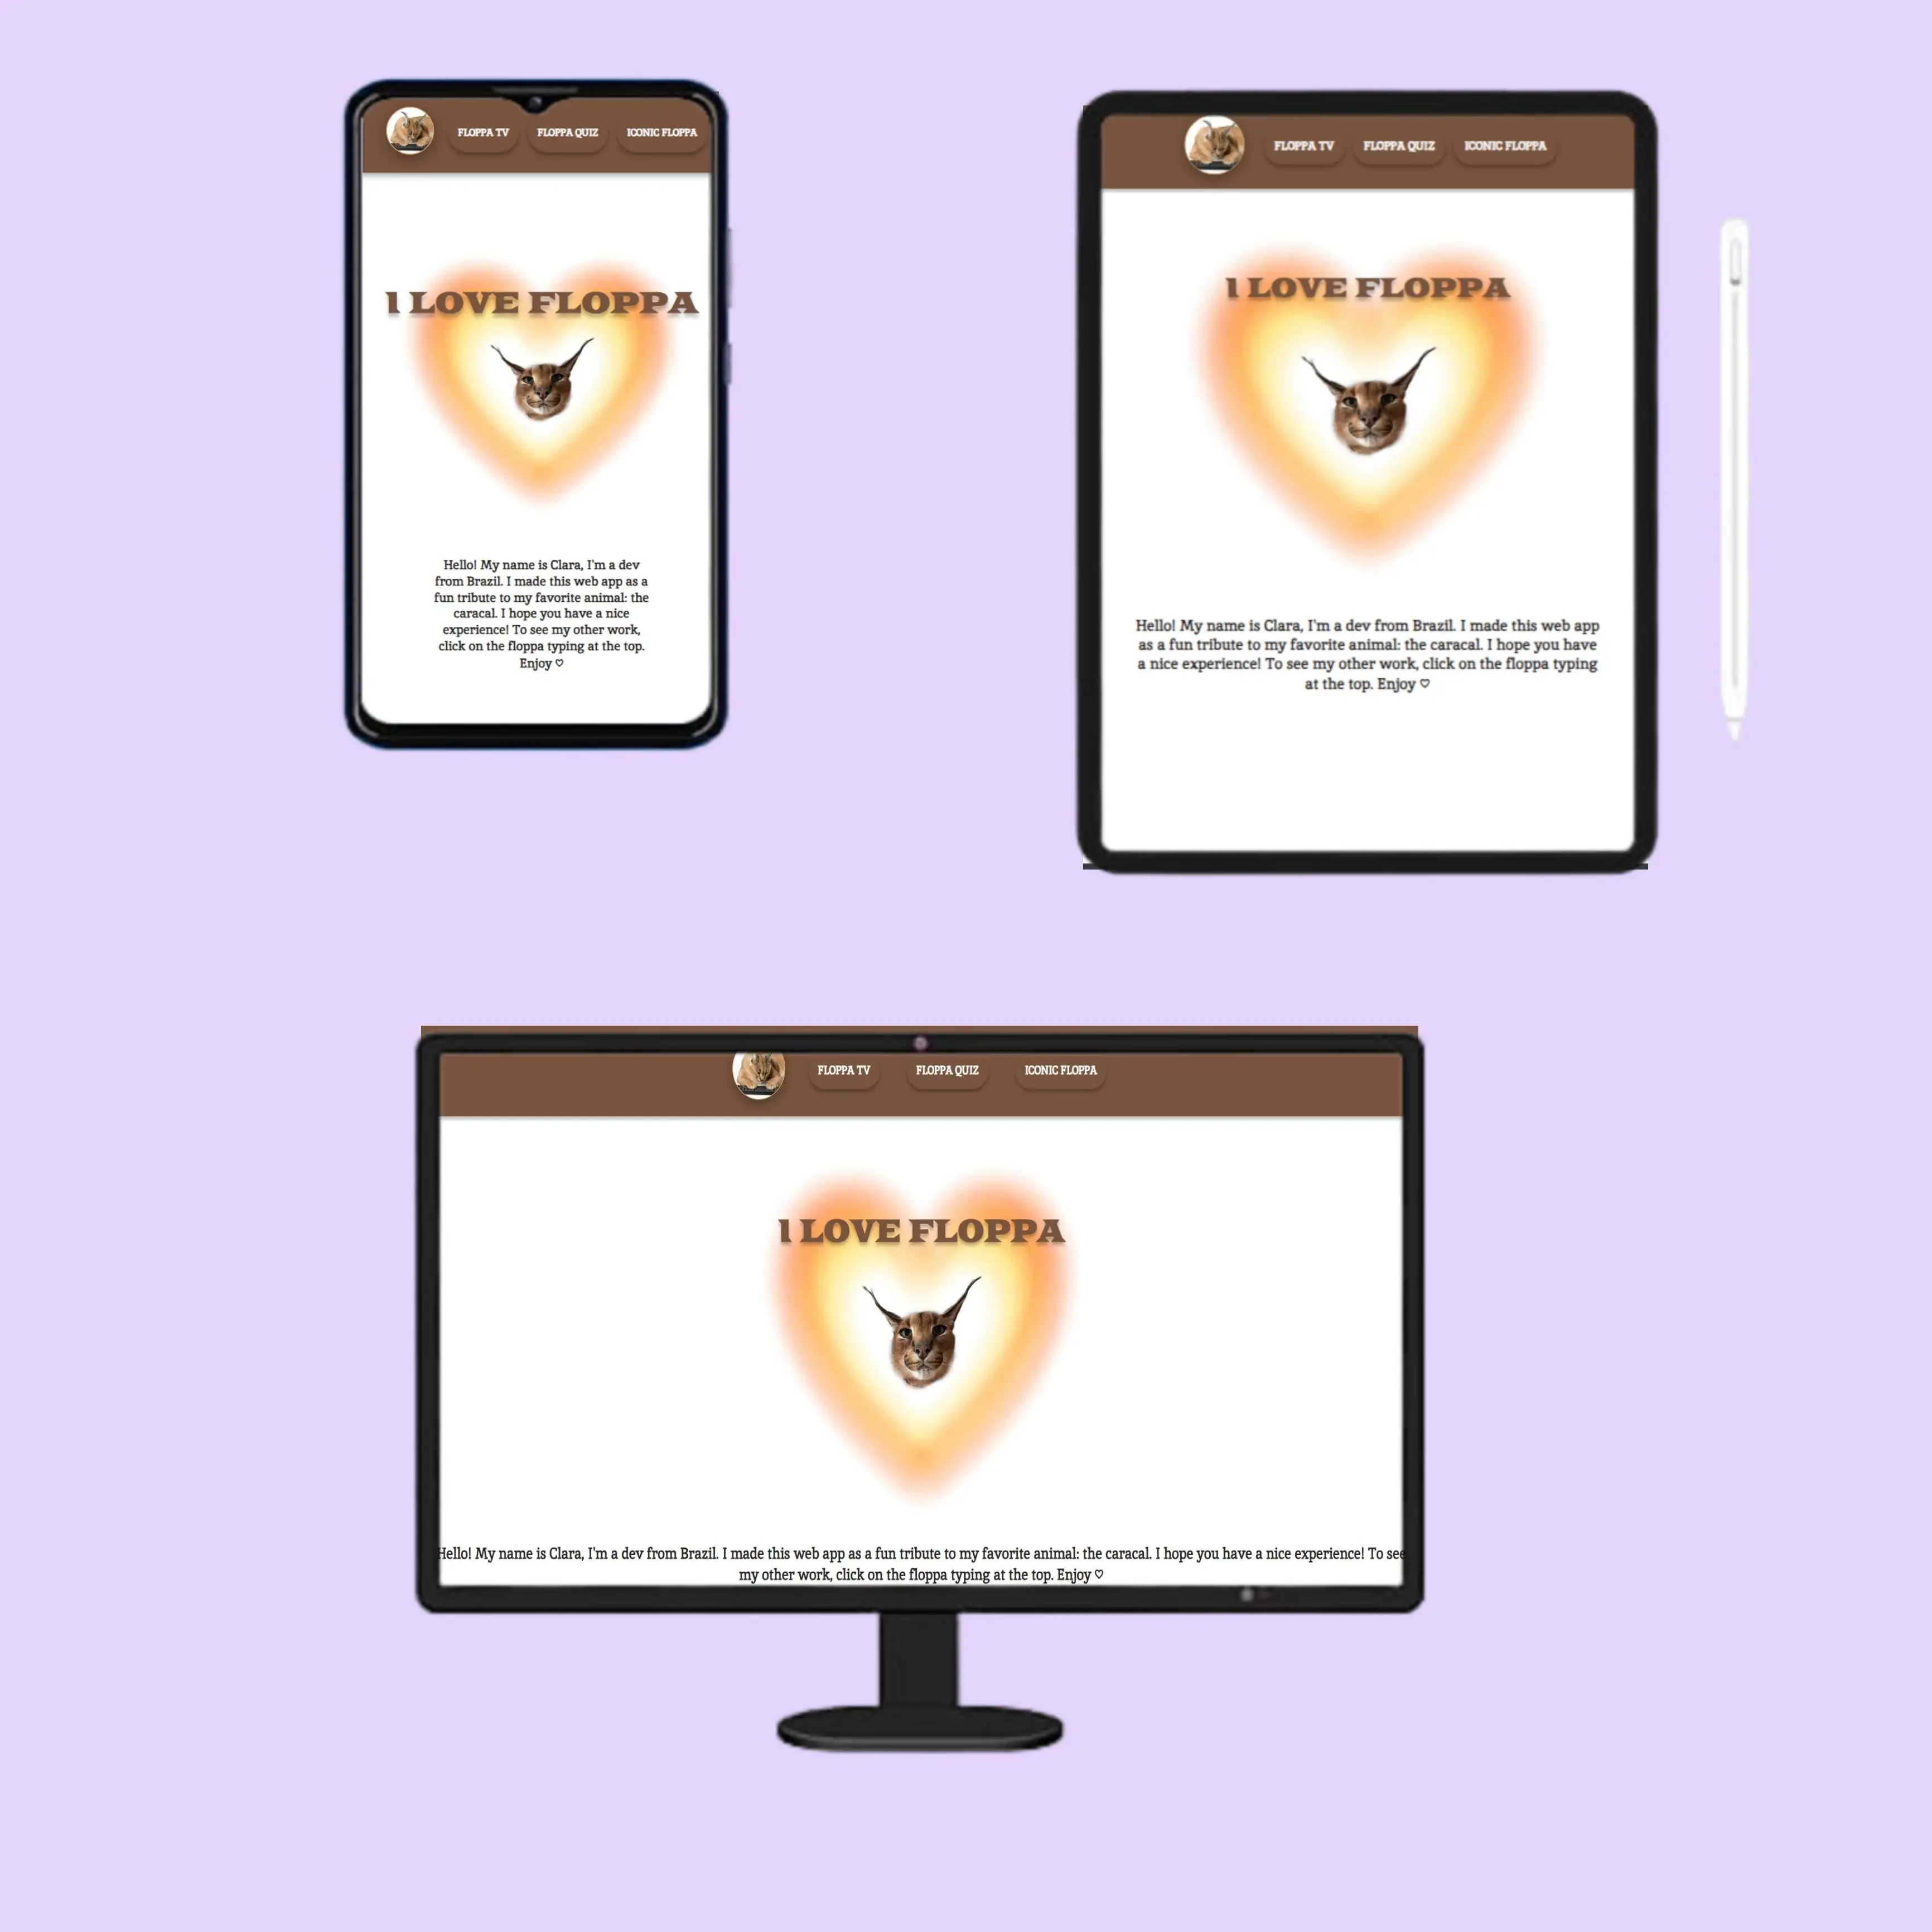 FLOPPA TV FLOPPA QUIZ ICONIC FLOPPA
I LOVE FLOPPA
Hello! My name is Clara, I'm a dev
from Brazil. I made this web app as a
fun tribute to my favorite animal: the
caracal. I hope you have a nice
experience! To see my other work,
click on the floppa typing at the top.
Enjoy ♡
FLOPPA TV FLOPPA QUIZ ICONIC FLOPPA
I LOVE FLOPPA
Hello! My name is Clara, I'm a dev from Brazil. I made this web app
as a fun tribute to my favorite animal: the caracal. I hope you have
a nice experience! To see my other work, click on the floppa typing
at the top. Enjoy ♡
FLOPPA TV FLOPPA QUIZ ICONIC FLOPPA
I LOVE FLOPPA
Hello! My name is Clara, I'm a dev from Brazil. I made this web app as a fun tribute to my favorite animal: the caracal. I hope you have a nice experience! To see
my other work, click on the floppa typing at the top. Enjoy ♡